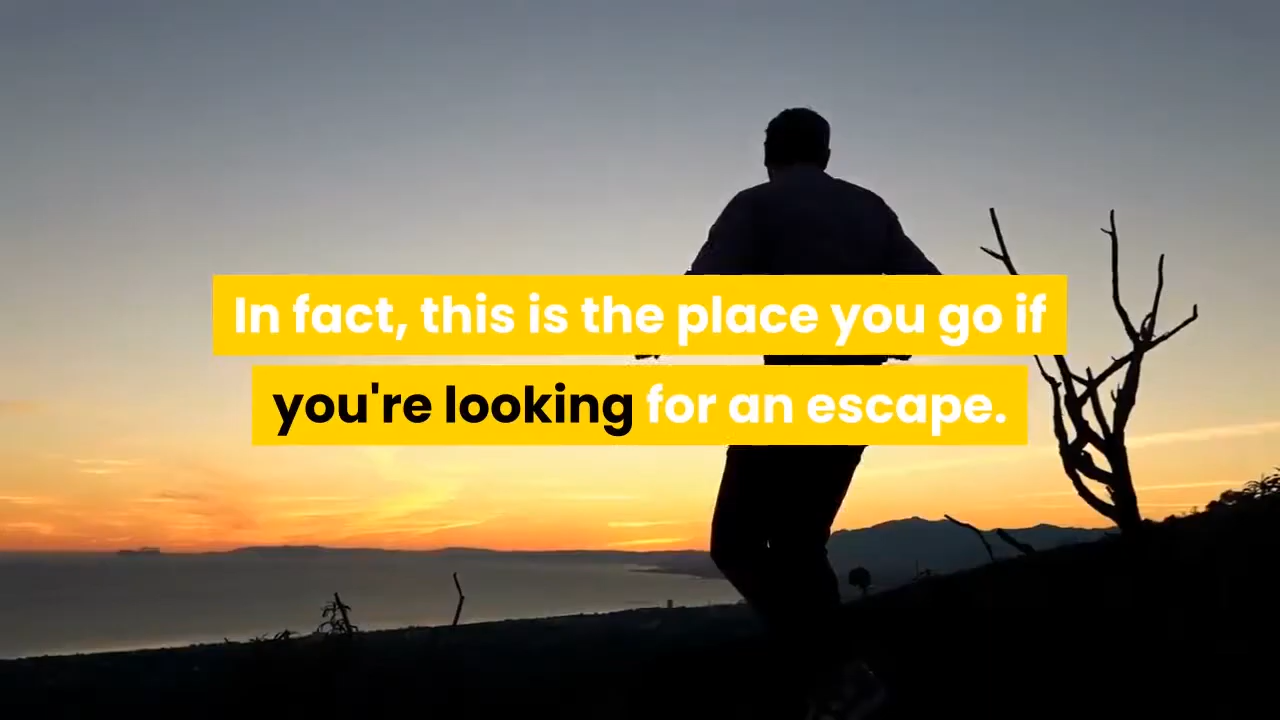 In fact, this is the place you go if
you're looking for an escape.